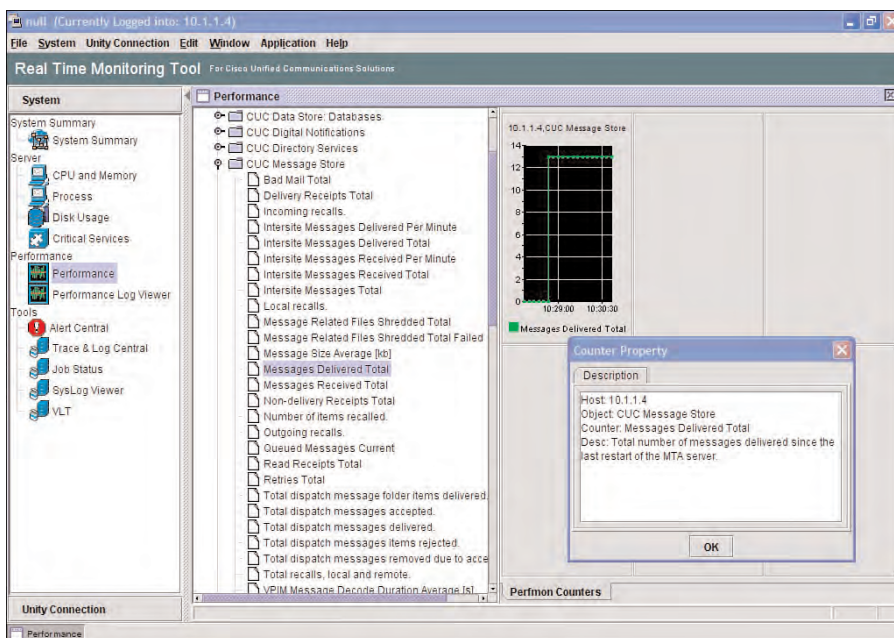 null (Currently Logged into: 10.1.1.4)
File System Unity Connection Edit Window Application Help
Real Time Monitoring Tool For Cisco Unified Communications Solutions
System
System Summary
System Summary
Server
CPU and Memory
Process
Disk Usage
Critical Services
Performance
Performance
Performance Log Viewer
Tools
Alert Central
Trace & Log Central
Job Status
SysLog Viewer
VLT
Unity Connection
Performance
Performance
CUC Data Store: Databases
CUC Digital Notifications
CUC Directory Services
CUC Message Store
Bad Mail Total
Delivery Receipts Total
Incoming recalls.
Intersite Messages Delivered Per Minute
Intersite Messages Delivered Total
Intersite Messages Received Per Minute
Intersite Messages Received Total
Intersite Messages Total
Local recalls.
Message Related Files Shredded Total
Message Related Files Shredded Total Failed
Message Size Average [kb]
Messages Delivered Total
Messages Received Total
Non-delivery Receipts Total
Number of items recalled.
Outgoing recalls.
Queued Messages Current
Read Receipts Total
Retries Total
Total dispatch message folder items delivered.
Total dispatch messages accepted.
Total dispatch messages delivered.
Total dispatch messages items rejected.
Total dispatch messages removed due to acce
Total recalls, local and remote.
VPIM Message Decode Duration Average [s]
10.1.1.4,CUC Message Store
14
12
10
8
6
4
2
0
10:29:00 10:30:30
Messages Delivered Total
Counter Property
Description
Host: 10.1.1.4
Object: CUC Message Store
Counter: Messages Delivered Total
Desc: Total number of messages delivered since the
last restart of the MTA server.
OK
Perfmon Counters